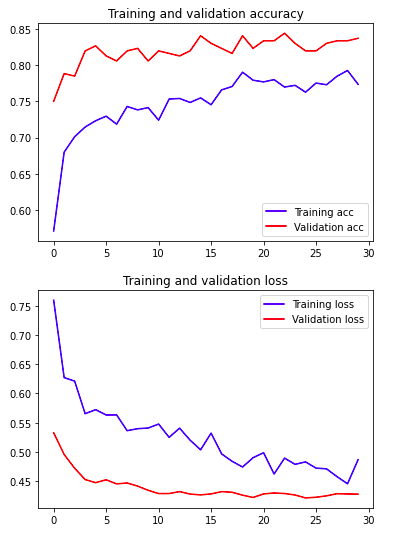 Training and validation accuracy
0.85
0.80
0.75
0.70
0.65
0.60
Training acc
Validation acc
0 5 10 15 20 25 30
Training and validation loss
0.75
0.70
0.65
0.60
0.55
0.50
0.45
Training loss
Validation loss
0 5 10 15 20 25 30